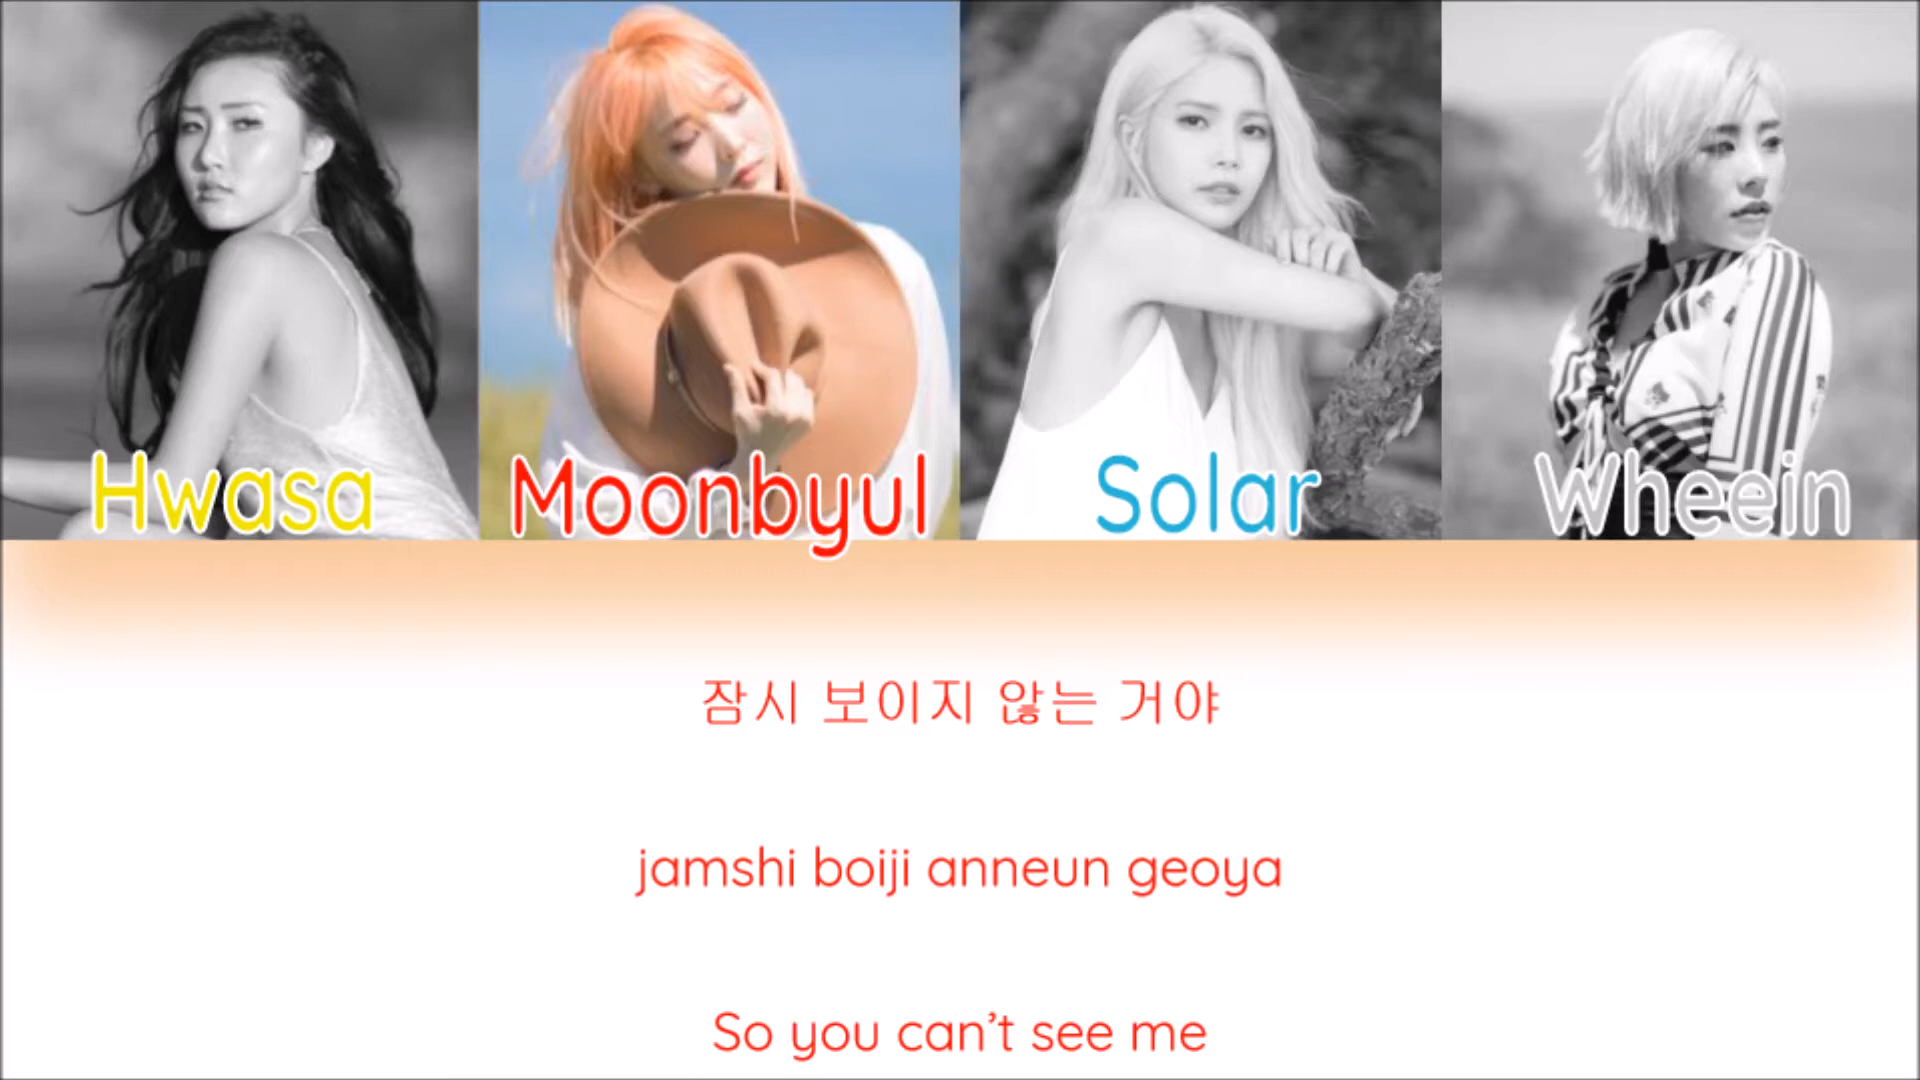 Hwasa Moonbyul Solar Wheein
잠시 보이지 않는 거야
jamshi boiji anneun geoya
So you can't see me